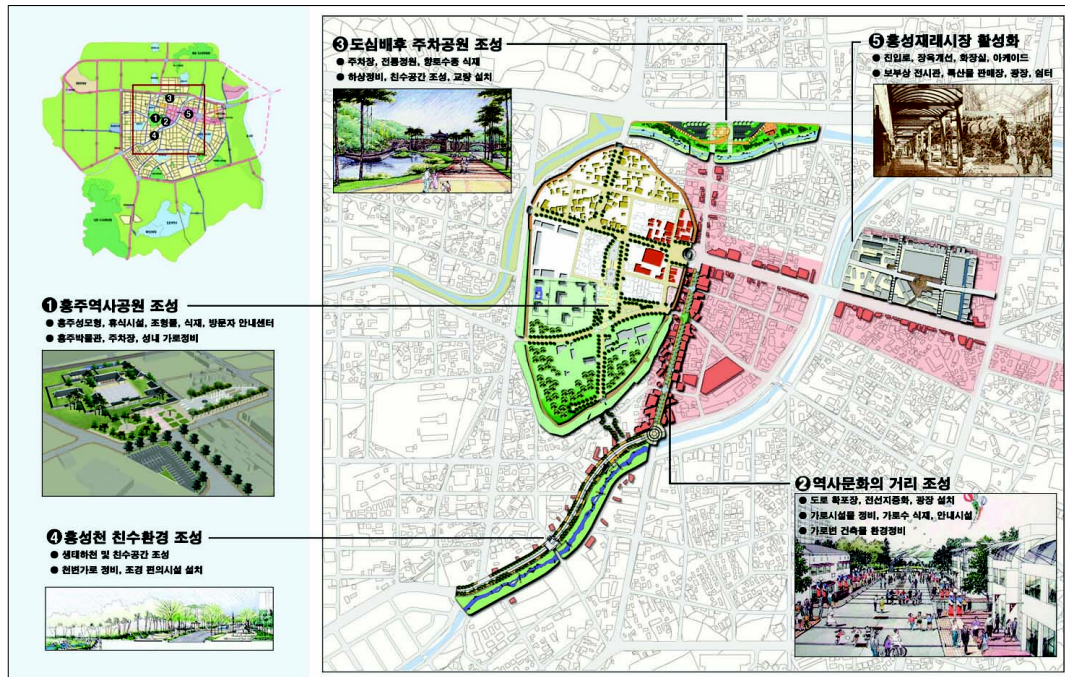 ❶홍주역사공원 조성
● 홍주성모형, 휴식시설, 조형물, 식재, 방문자 안내센터
● 홍주박물관, 주차장, 성내 가로정비
❹홍성천 친수환경 조성
● 생태하천 및 친수공간 조성
● 천변가로 정비, 조경 편의시설 설치
❸도심배후 주차공원 조성
● 주차장, 전통정원, 향토수종 식재
● 하상정비, 친수공간 조성, 교량 설치
❺홍성재래시장 활성화
● 진입로, 장옥개선, 화장실, 아케이드
● 보부상 전시관, 특산물 판매장, 광장, 쉼터
❷역사문화의 거리 조성
● 도로 확포장, 전선지중화, 광장 설치
● 가로시설물 정비, 가로수 식재, 안내시설
● 가로변 건축물 환경정비
❸
❶
❷
❺
❹